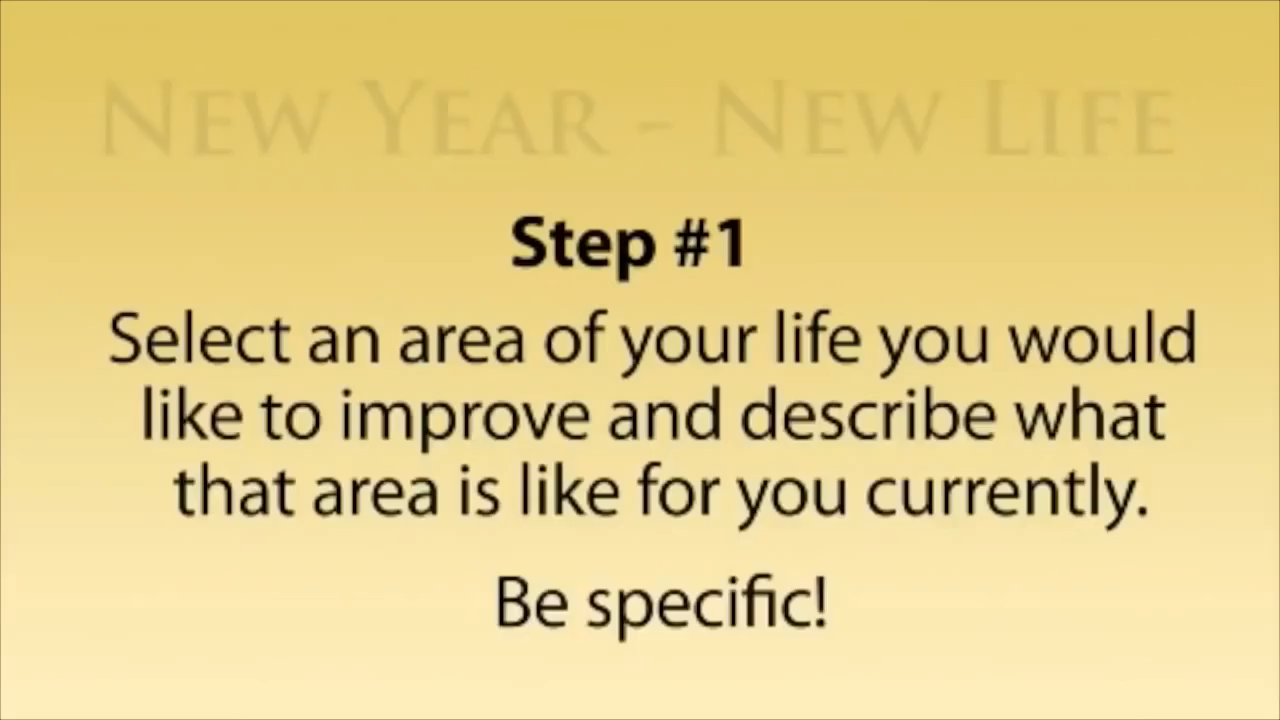 NEW YEAR - NEW LIFE
Step #1
Select an area of your life you would
like to improve and describe what
that area is like for you currently.
Be specific!